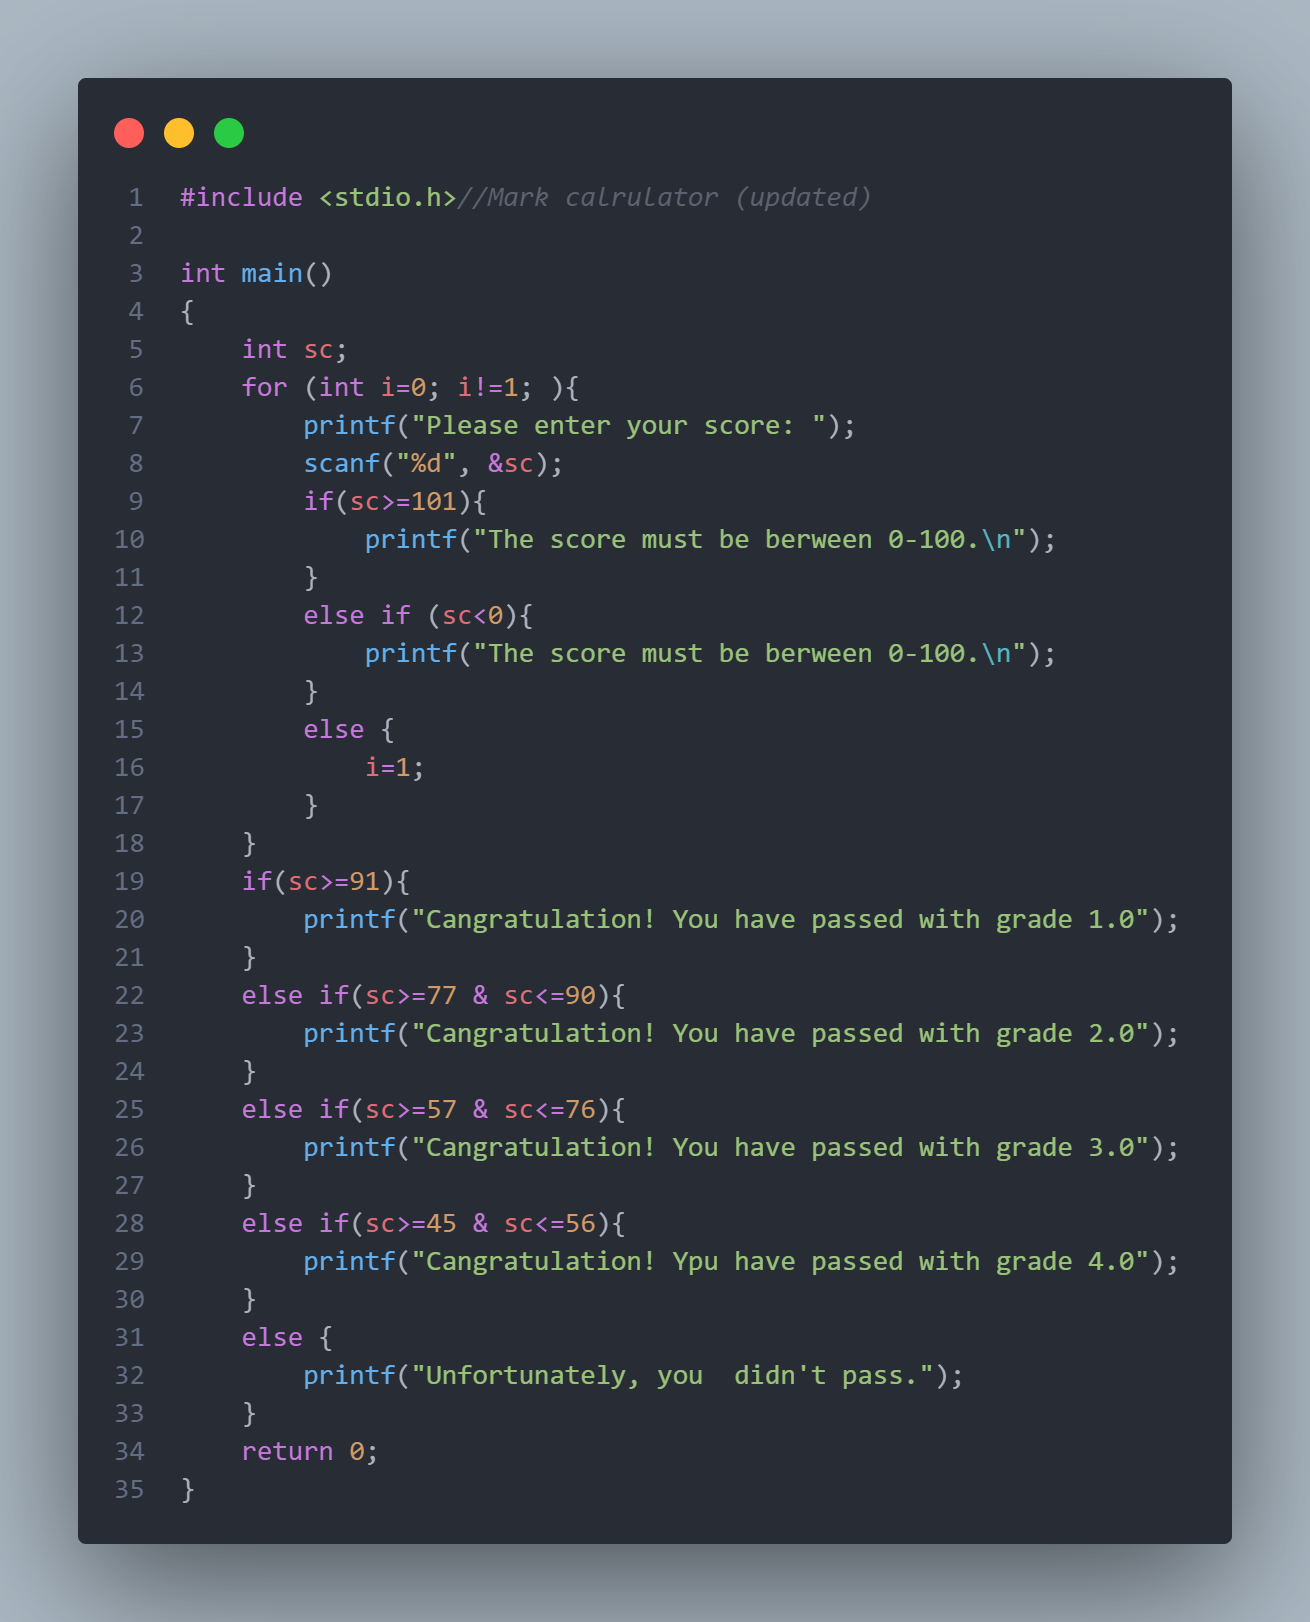 1 #include <stdio.h>//Mark calrulator (updated)
2
3 int main()
4 {
5     int sc;
6     for (int i=0; i!=1; ){
7         printf("Please enter your score: ");
8         scanf("%d", &sc);
9         if(sc>=101){
10             printf("The score must be berween 0-100.\n");
11         }
12         else if (sc<0){
13             printf("The score must be berween 0-100.\n");
14         }
15         else {
16             i=1;
17         }
18     }
19     if(sc>=91){
20         printf("Cangratulation! You have passed with grade 1.0");
21     }
22     else if(sc>=77 & sc<=90){
23         printf("Cangratulation! You have passed with grade 2.0");
24     }
25     else if(sc>=57 & sc<=76){
26         printf("Cangratulation! You have passed with grade 3.0");
27     }
28     else if(sc>=45 & sc<=56){
29         printf("Cangratulation! Ypu have passed with grade 4.0");
30     }
31     else {
32         printf("Unfortunately, you  didn't pass.");
33     }
34     return 0;
35 }